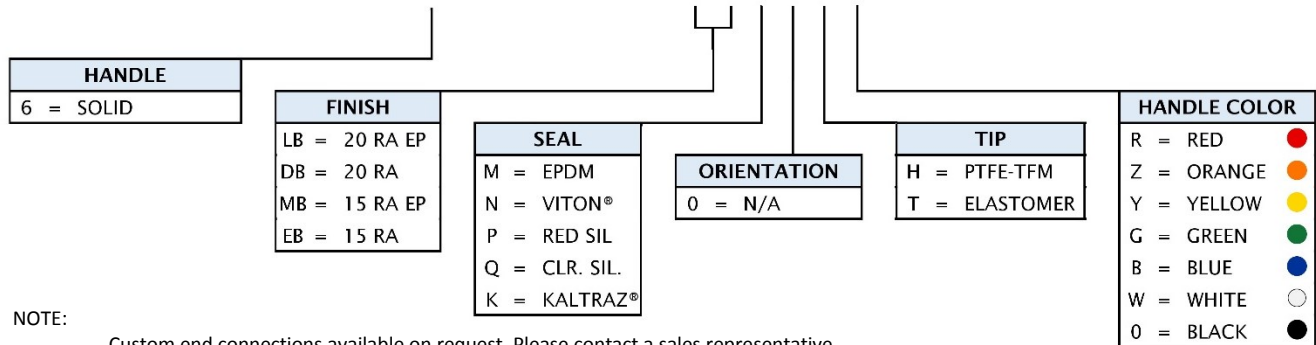 HANDLE
6 = SOLID
FINISH
LB = 20 RA EP
DB = 20 RA
MB = 15 RA EP
EB = 15 RA
SEAL
M = EPDM
N = VITON®
P = RED SIL
Q = CLR. SIL.
K = KALTRAZ®
ORIENTATION
0 = N/A
TIP
H = PTFE-TFM
T = ELASTOMER
HANDLE COLOR
R = RED
Z = ORANGE
Y = YELLOW
G = GREEN
B = BLUE
W = WHITE
0 = BLACK
NOTE:
Custom end connections available on request. Please contact a sales representative